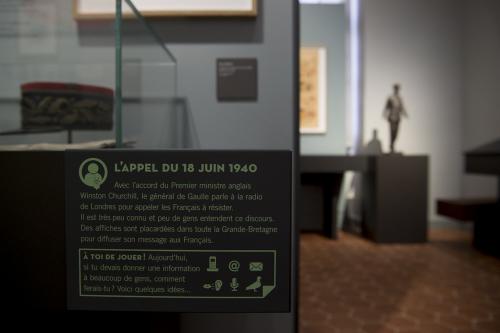 L'APPEL DU 18 JUIN 1940
Avec l'accord du Premier ministre anglais
Winston Churchill, le général de Gaulle parle à la radio
de Londres pour appeler les Français à résister.
Il est très peu connu et peu de gens entendent ce discours.
Des affiches sont placardées dans toute la Grande-Bretagne
pour diffuser son message aux Français.
À TOI DE JOUER ! Aujourd'hui,
si tu devais donner une information
à beaucoup de gens, comment
ferais-tu ? Voici quelques idées...
@